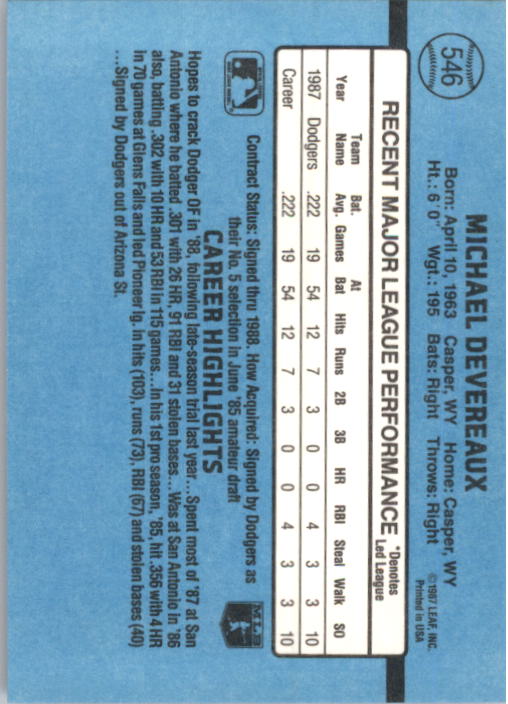 546
MICHAEL DEVEREAUX
Born: April 10, 1963 Casper, WY Home: Casper, WY
Ht.: 6'0" Wgt.: 195 Bats: Right Throws: Right
©1987 LEAF, INC.
Printed in USA
RECENT MAJOR LEAGUE PERFORMANCE
*Denotes
Led League
Year Team Name Bat. Avg. Games At Bat Hits Runs 2B 3B HR RBI Steal Walk SO
1987 Dodgers .222 19 54 12 7 3 0 0 4 3 3 10
Career .222 19 54 12 7 3 0 0 4 3 3 10
Contract Status: Signed thru 1988. How Acquired: Signed by Dodgers as
their No. 5 selection in June '85 amateur draft
CAREER HIGHLIGHTS
Hopes to crack Dodger OF in '88, following late-season trial last year...Spent most of '87 at San
Antonio where he batted .301 with 26 HR, 91 RBI and 31 stolen bases...Was at San Antonio in '86
also, batting .302 with 10 HR and 53 RBI in 115 games...In his 1st pro season, '85, hit .356 with 4 HR
in 70 games at Glens Falls and led Pioneer lg. in hits (103), runs (73), RBI (67) and stolen bases (40)
...Signed by Dodgers out of Arizona St.